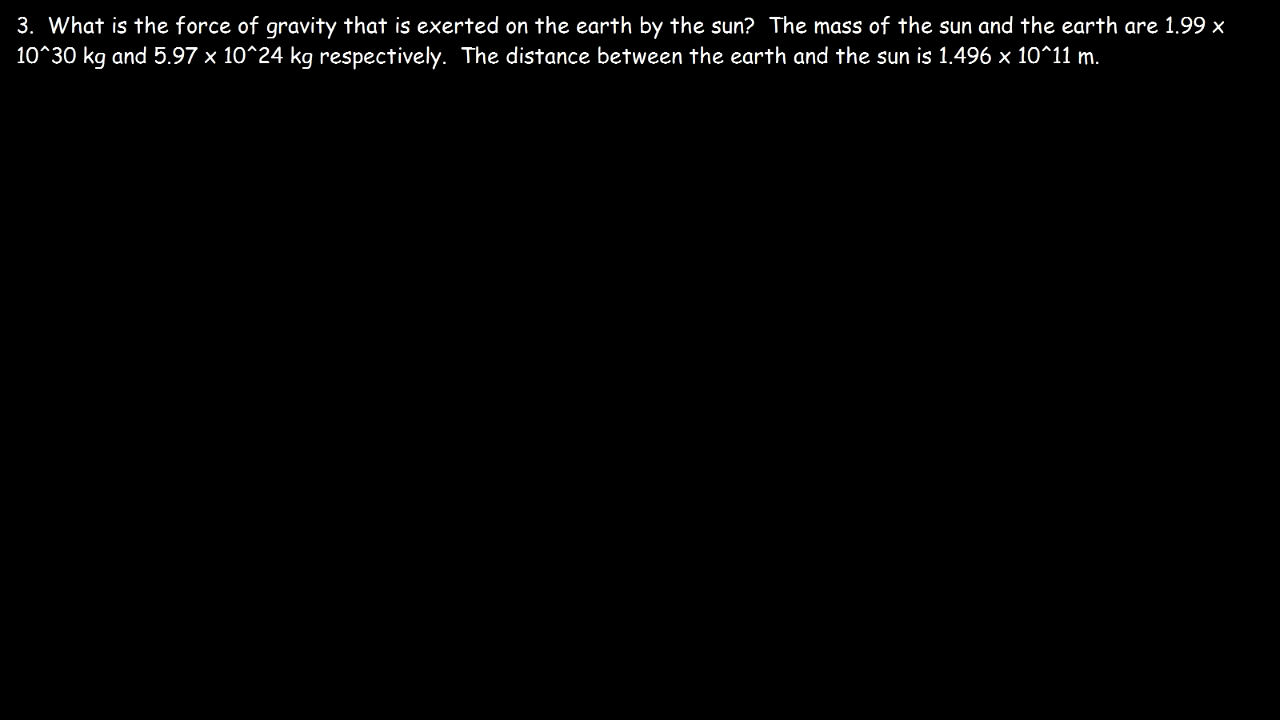 3.  What is the force of gravity that is exerted on the earth by the sun?  The mass of the sun and the earth are 1.99 x
10^30 kg and 5.97 x 10^24 kg respectively.  The distance between the earth and the sun is 1.496 x 10^11 m.